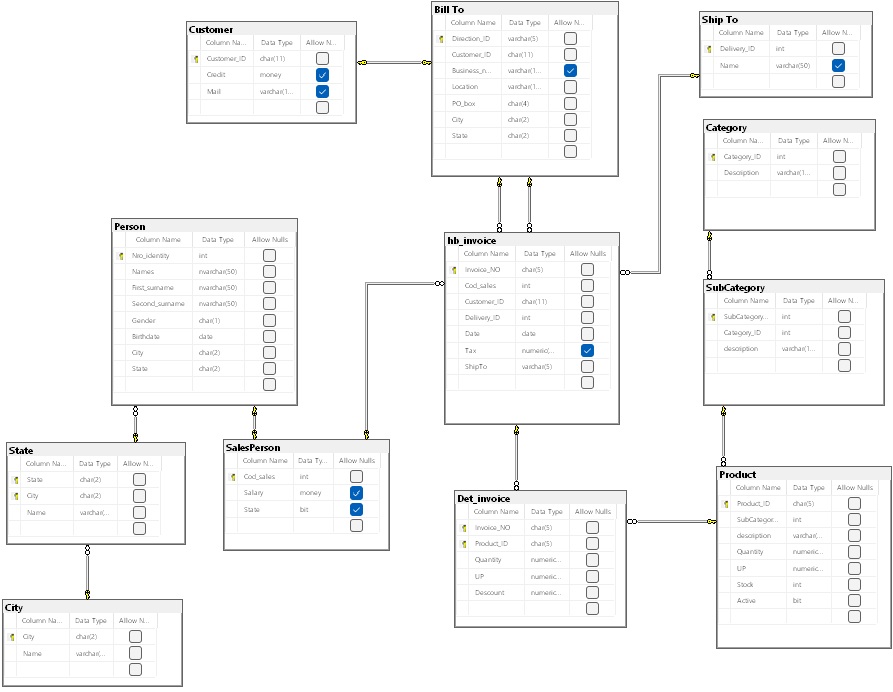 Customer
Column Na... Data Type Allow N...
Customer_ID char(11)
Credit money
Mail varchar(1...
Bill To
Column Name Data Type Allow N...
Direction_ID varchar(5)
Customer_ID char(11)
Business_n... varchar(1...
Location varchar(1...
PO_box char(4)
City char(2)
State char(2)
Ship To
Column Name Data Type Allow N...
Delivery_ID int
Name varchar(50)
Category
Column Na... Data Type Allow N...
Category_ID int
Description varchar(1...
Person
Column Name Data Type Allow Nulls
Nro_identity int
Names nvarchar(50)
First_surname nvarchar(50)
Second_surname nvarchar(50)
Gender char(1)
Birthdate date
City char(2)
State char(2)
hb_invoice
Column Name Data Type Allow Nulls
Invoice_NO char(5)
Cod_sales int
Customer_ID char(11)
Delivery_ID int
Date date
Tax numeric(...
ShipTo varchar(5)
SubCategory
Column Name Data Type Allow N...
SubCategory... int
Category_ID int
description varchar(1...
State
Column Na... Data Type Allow N...
State char(2)
City char(2)
Name varchar(...
SalesPerson
Column Name Data Ty... Allow Nulls
Cod_sales int
Salary money
State bit
Det_invoice
Column Name Data Type Allow Nulls
Invoice_NO char(5)
Product_ID char(5)
Quantity numeric...
UP numeric...
Descount numeric...
Product
Column Name Data Type Allow Nulls
Product_ID char(5)
SubCategor... int
description varchar(...
Quantity numeric...
UP numeric...
Stock int
Active bit
City
Column Na... Data Type Allow N...
City char(2)
Name varchar(...